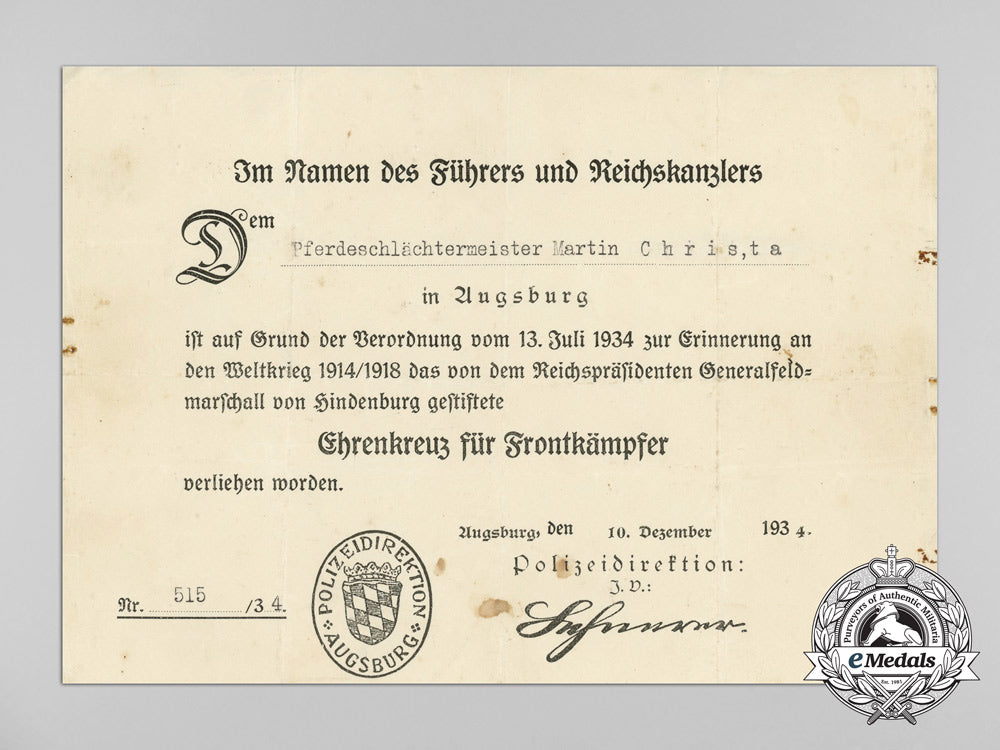 Im Namen des Führers und Reichskanzlers
Dem
Pferdeschlächtermeister Martin Chris,ta
in Augsburg
ist auf Grund der Verordnung vom 13. Juli 1934 zur Erinnerung an
den Weltkrieg 1914/1918 das von dem Reichspräsidenten Generalfeld=
marschall von Hindenburg gestiftete
Ehrenkreuz für Frontkämpfer
verliehen worden.
Augsburg, den 10. Dezember 1934.
Polizeidirektion:
J. V.:
Nr. 515 /34.
POLIZEIDIREKTION
AUGSBURG
Purveyors of Authentic Militaria
eMedals
Est. 1981